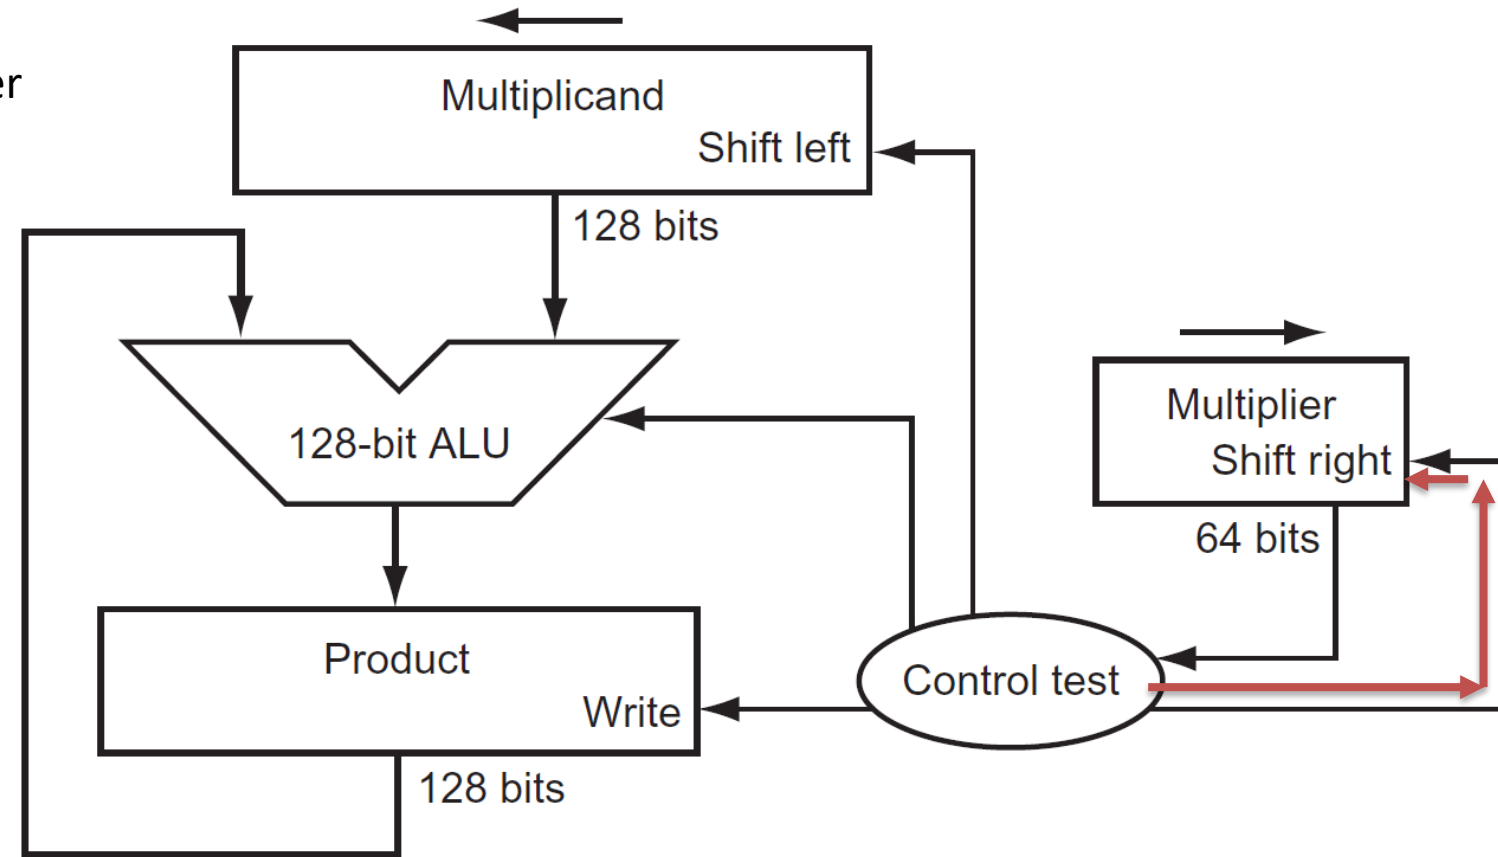 er
Multiplicand
Shift left
128 bits
128-bit ALU
Multiplier
Shift right
64 bits
Product
Write
Control test
128 bits